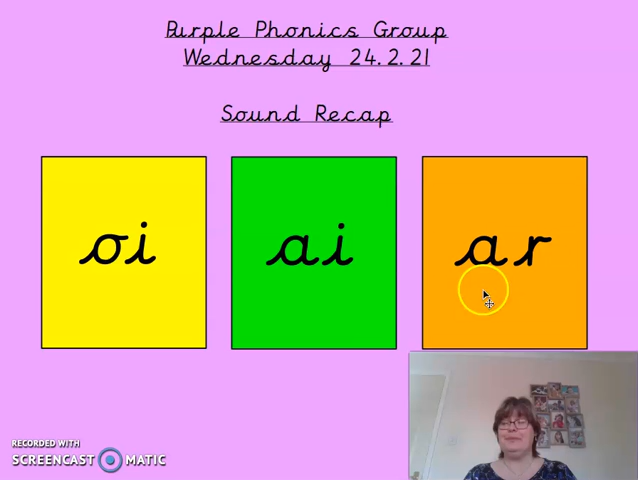 Purple Phonics Group
Wednesday 24.2.21
Sound Recap
oi
ai
ar
RECORDED WITH
SCREENCAST MATIC